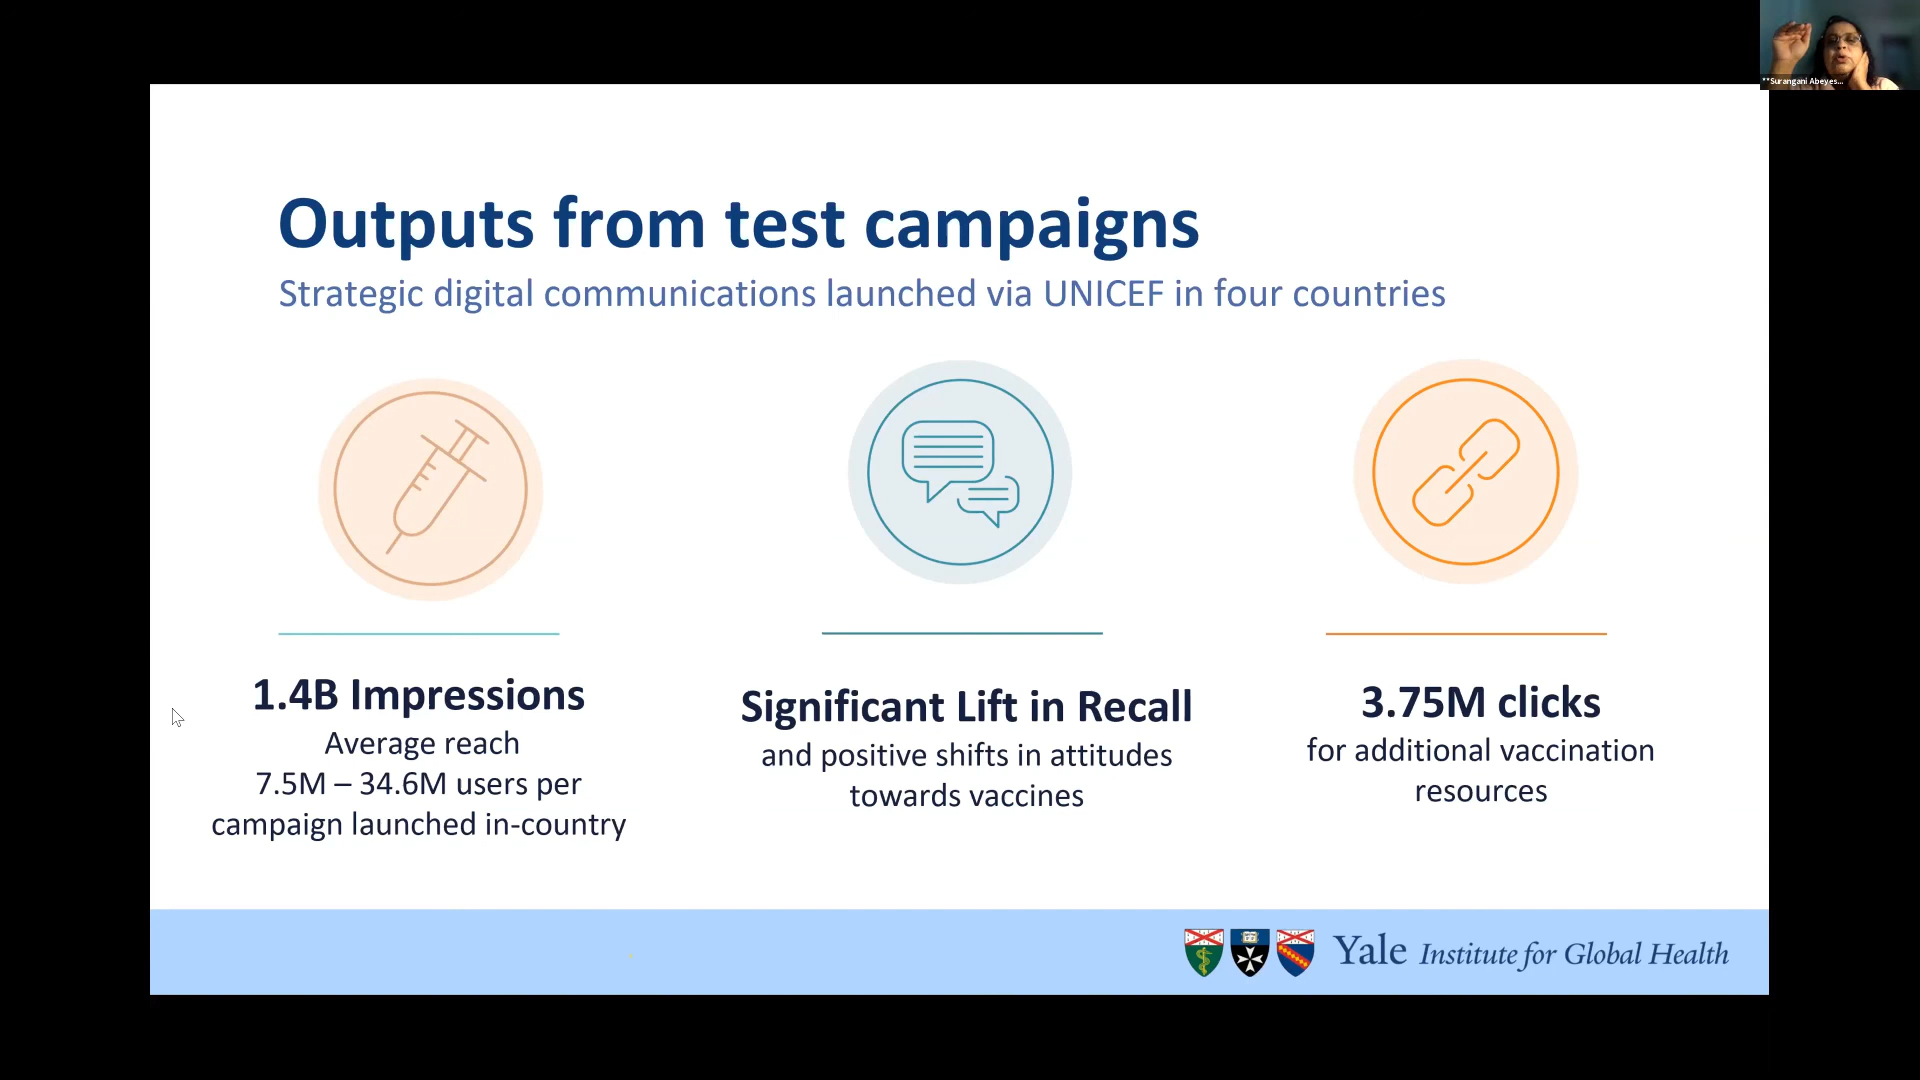 **Surangani Abeyes...
Outputs from test campaigns
Strategic digital communications launched via UNICEF in four countries
1.4B Impressions
Average reach
7.5M – 34.6M users per
campaign launched in-country
Significant Lift in Recall
and positive shifts in attitudes
towards vaccines
3.75M clicks
for additional vaccination
resources
Yale Institute for Global Health